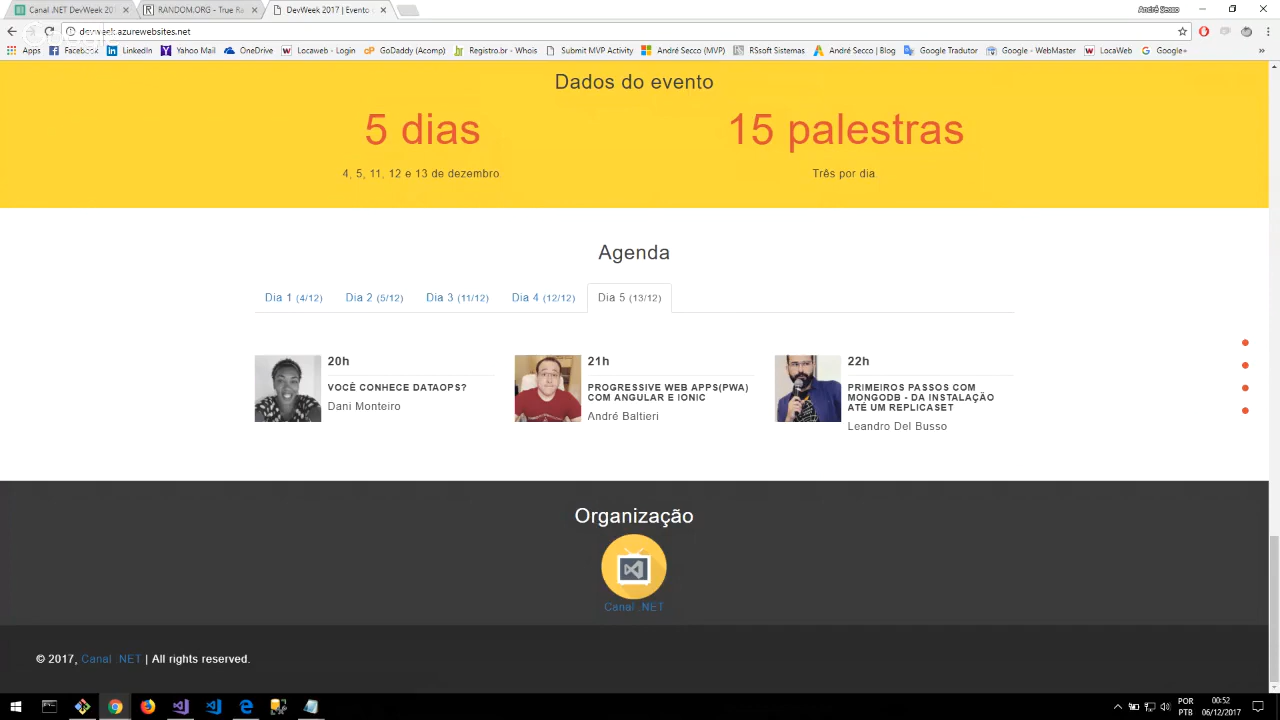 Canal .NET DevWeek 2017
RANDOM.ORG - True Ra
DevWeek 2017 | Evento
André Secco
devweek.azurewebsites.net
Apps
Facebook
LinkedIn
Yahoo Mail
OneDrive
Locaweb - Login
GoDaddy (Acomp)
Registro.br - Whois
Submit MVP Activity
André Secco (MVP)
RSoft Sistemas
André Secco | Blog
Google Tradutor
Google - WebMaster
LocaWeb
Google+
Dados do evento
5 dias
15 palestras
4, 5, 11, 12 e 13 de dezembro
Três por dia
Agenda
Dia 1 (4/12)
Dia 2 (5/12)
Dia 3 (11/12)
Dia 4 (12/12)
Dia 5 (13/12)
20h
VOCÊ CONHECE DATAOPS?
Dani Monteiro
21h
PROGRESSIVE WEB APPS(PWA)
COM ANGULAR E IONIC
André Baltieri
22h
PRIMEIROS PASSOS COM
MONGODB - DA INSTALAÇÃO
ATÉ UM REPLICASET
Leandro Del Busso
Organização
Canal .NET
© 2017, Canal .NET | All rights reserved.
POR
PTB
00:52
06/12/2017